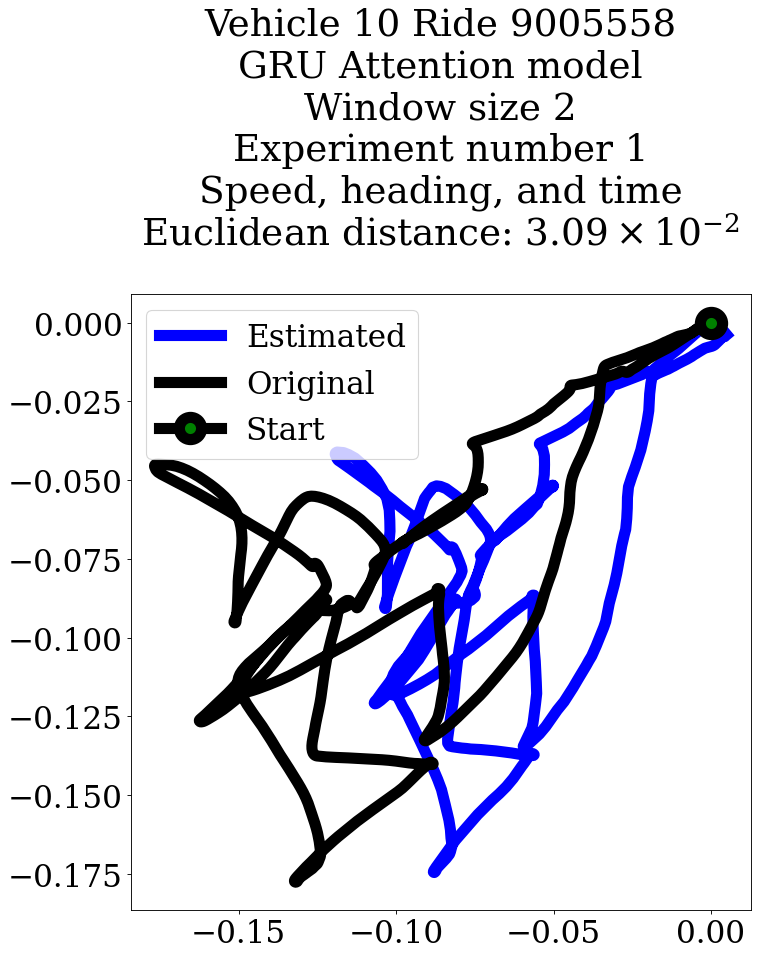 Vehicle 10 Ride 9005558
GRU Attention model
Window size 2
Experiment number 1
Speed, heading, and time
Euclidean distance: 3.09 × 10⁻²
Estimated
Original
Start
0.000
−0.025
−0.050
−0.075
−0.100
−0.125
−0.150
−0.175
−0.15 −0.10 −0.05 0.00